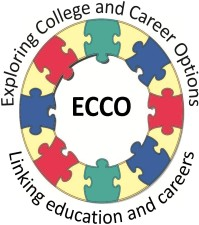 Exploring College and Career Options
ECCO
Linking education and careers